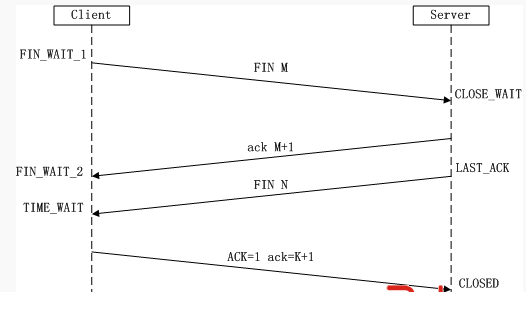 Client
Server
FIN_WAIT_1
FIN M
CLOSE_WAIT
ack M+1
FIN_WAIT_2
LAST_ACK
FIN N
TIME_WAIT
ACK=1 ack=K+1
CLOSED